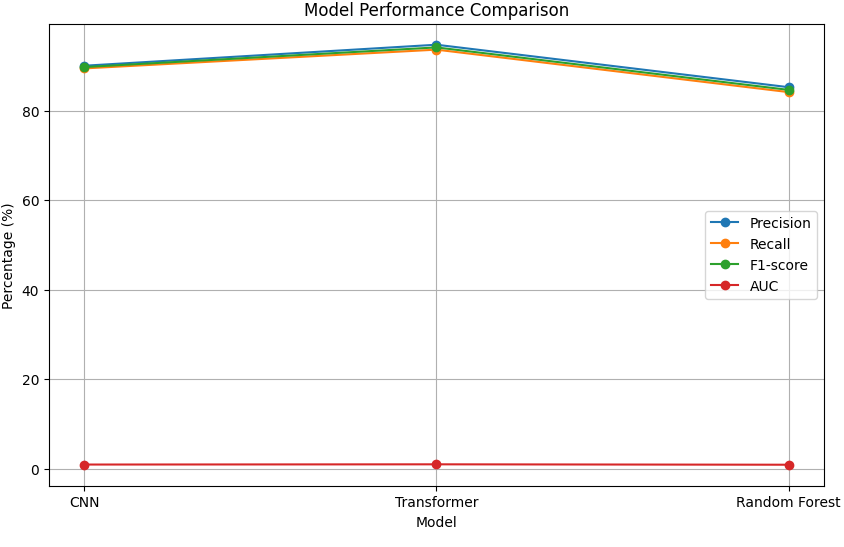 Model Performance Comparison
Percentage (%)
80
60
40
20
0
Precision
Recall
F1-score
AUC
CNN
Transformer
Random Forest
Model